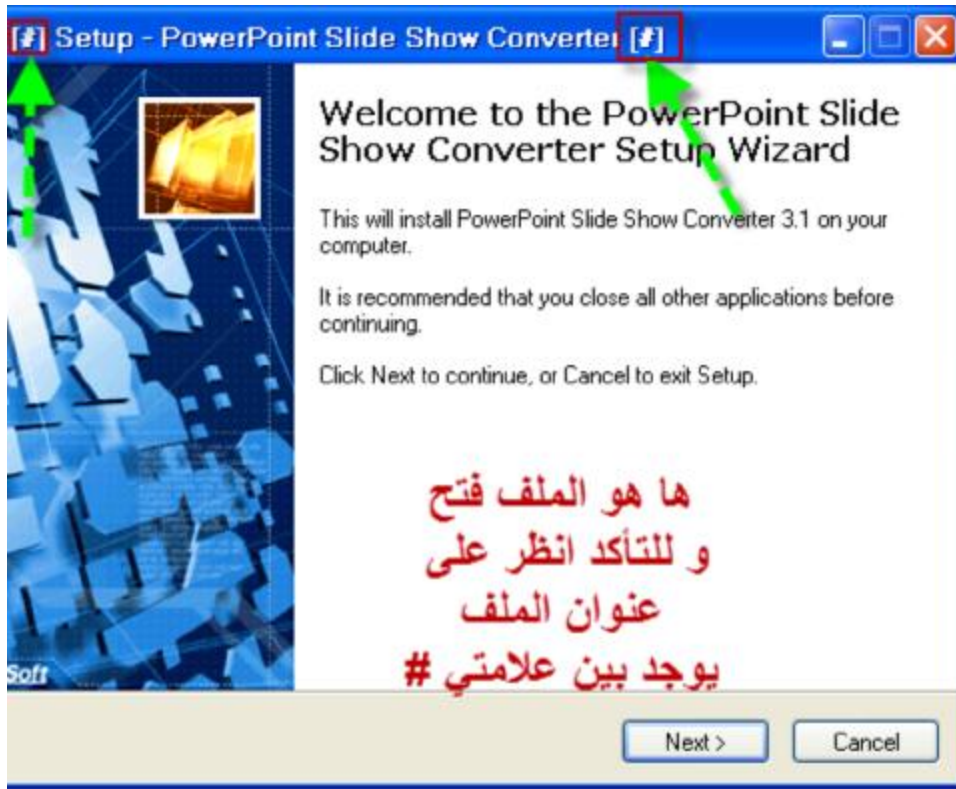 [#] Setup - PowerPoint Slide Show Converter [#]
Welcome to the PowerPoint Slide
Show Converter Setup Wizard
This will install PowerPoint Slide Show Converter 3.1 on your
computer.
It is recommended that you close all other applications before
continuing.
Click Next to continue, or Cancel to exit Setup.
ها هو الملف فتح
و للتأكد انظر على
عنوان الملف
يوجد بين علامتي #
Soft
Next >
Cancel